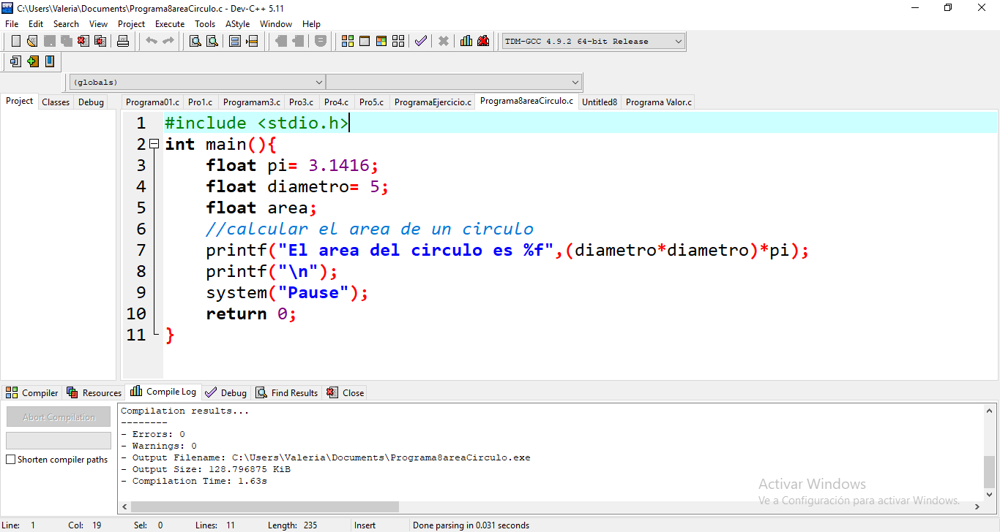 C:\Users\Valeria\Documents\Programa8areaCirculo.c - Dev-C++ 5.11
File Edit Search View Project Execute Tools AStyle Window Help
TDM-GCC 4.9.2 64-bit Release
(globals)
Project Classes Debug Programa01.c Pro1.c Programam3.c Pro3.c Pro4.c Pro5.c ProgramaEjercicio.c Programa8areaCirculo.c Untitled8 Programa Valor.c
1 #include <stdio.h>
2 int main(){
3 float pi= 3.1416;
4 float diametro= 5;
5 float area;
6 //calcular el area de un circulo
7 printf("El area del circulo es %f",(diametro*diametro)*pi);
8 printf("\n");
9 system("Pause");
10 return 0;
11 }
Compiler Resources Compile Log Debug Find Results Close
Abort Compilation
Shorten compiler paths
Compilation results...
--------
- Errors: 0
- Warnings: 0
- Output Filename: C:\Users\Valeria\Documents\Programa8areaCirculo.exe
- Output Size: 128.796875 KiB
- Compilation Time: 1.63s
Activar Windows
Ve a Configuración para activar Windows.
Line: 1 Col: 19 Sel: 0 Lines: 11 Length: 235 Insert Done parsing in 0.031 seconds